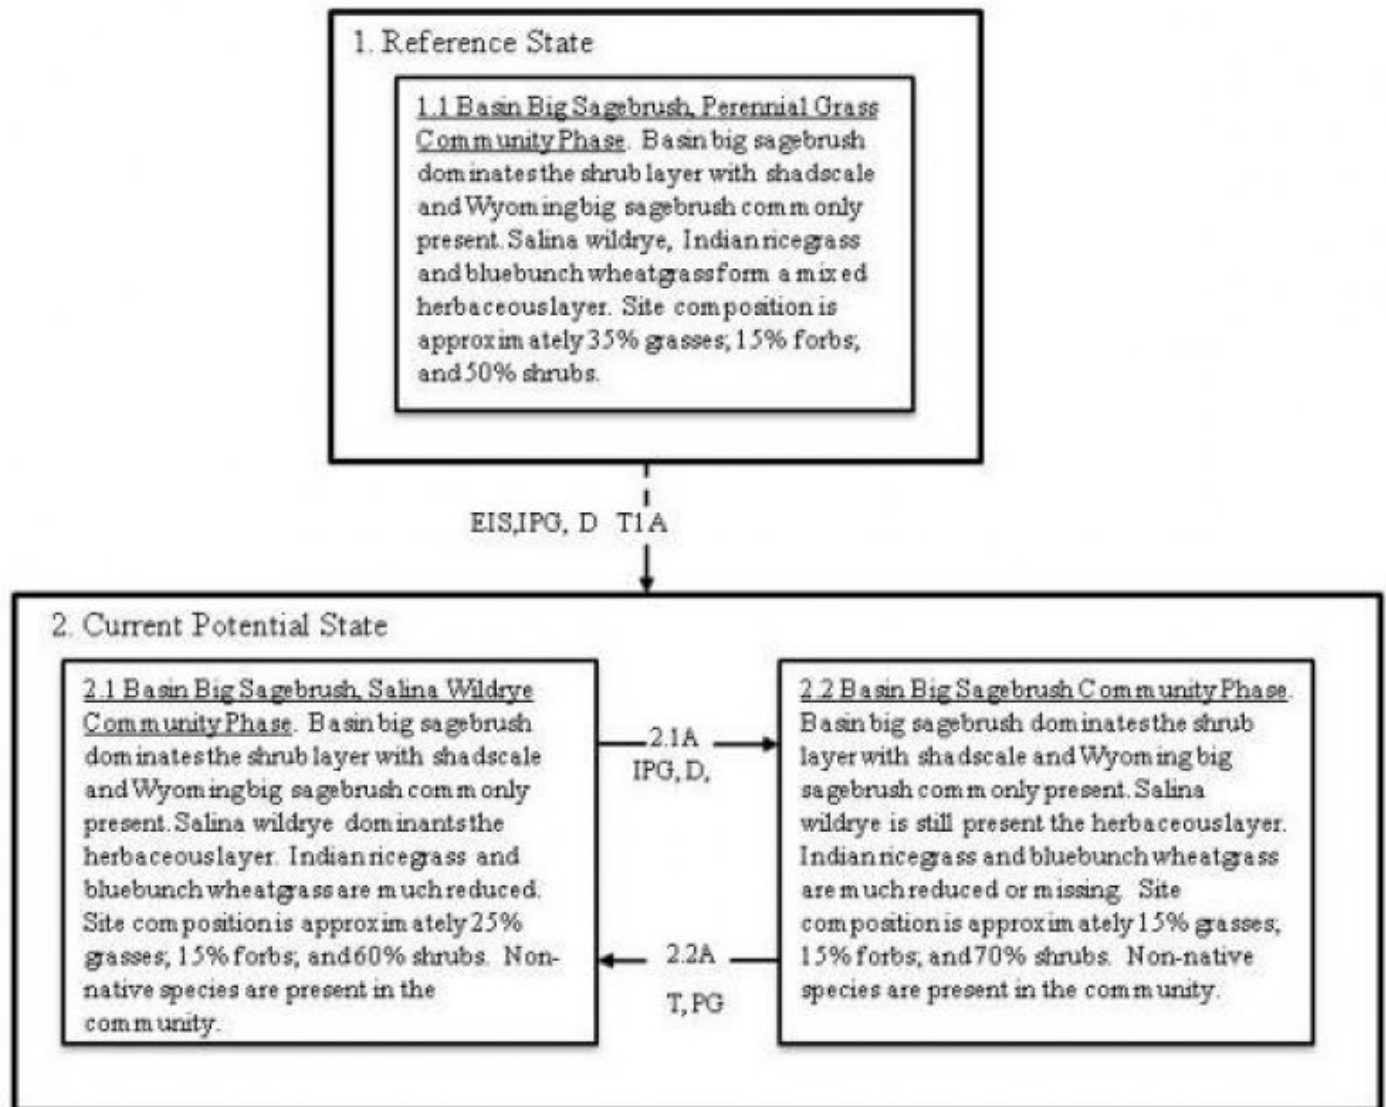 1. Reference State
1.1 Basin Big Sagebrush, Perennial Grass
Community Phase. Basin big sagebrush
dominates the shrub layer with shadscale
and Wyoming big sagebrush commonly
present. Salina wildrye, Indian ricegrass
and bluebunch wheatgrass form a mixed
herbaceous layer. Site composition is
approximately 35% grasses; 15% forbs;
and 50% shrubs.
EIS,IPG, D T1A
2. Current Potential State
2.1 Basin Big Sagebrush, Salina Wildrye
Community Phase. Basin big sagebrush
dominates the shrub layer with shadscale
and Wyoming big sagebrush commonly
present. Salina wildrye dominants the
herbaceous layer. Indian ricegrass and
bluebunch wheatgrass are much reduced.
Site composition is approximately 25%
grasses; 15% forbs; and 60% shrubs. Non-
native species are present in the
community.
2.1A
IPG, D,
2.2A
T, PG
2.2 Basin Big Sagebrush Community Phase.
Basin big sagebrush dominates the shrub
layer with shadscale and Wyoming big
sagebrush commonly present. Salina
wildrye is still present the herbaceous layer.
Indian ricegrass and bluebunch wheatgrass
are much reduced or missing. Site
composition is approximately 15% grasses;
15% forbs; and 70% shrubs. Non-native
species are present in the community.